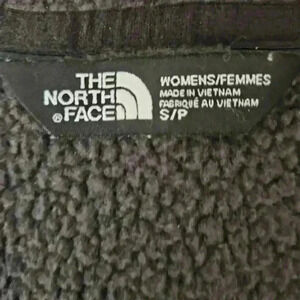 THE
NORTH
FACE
®
WOMENS/FEMMES
MADE IN VIETNAM
FABRIQUÉ AU VIETNAM
S/P